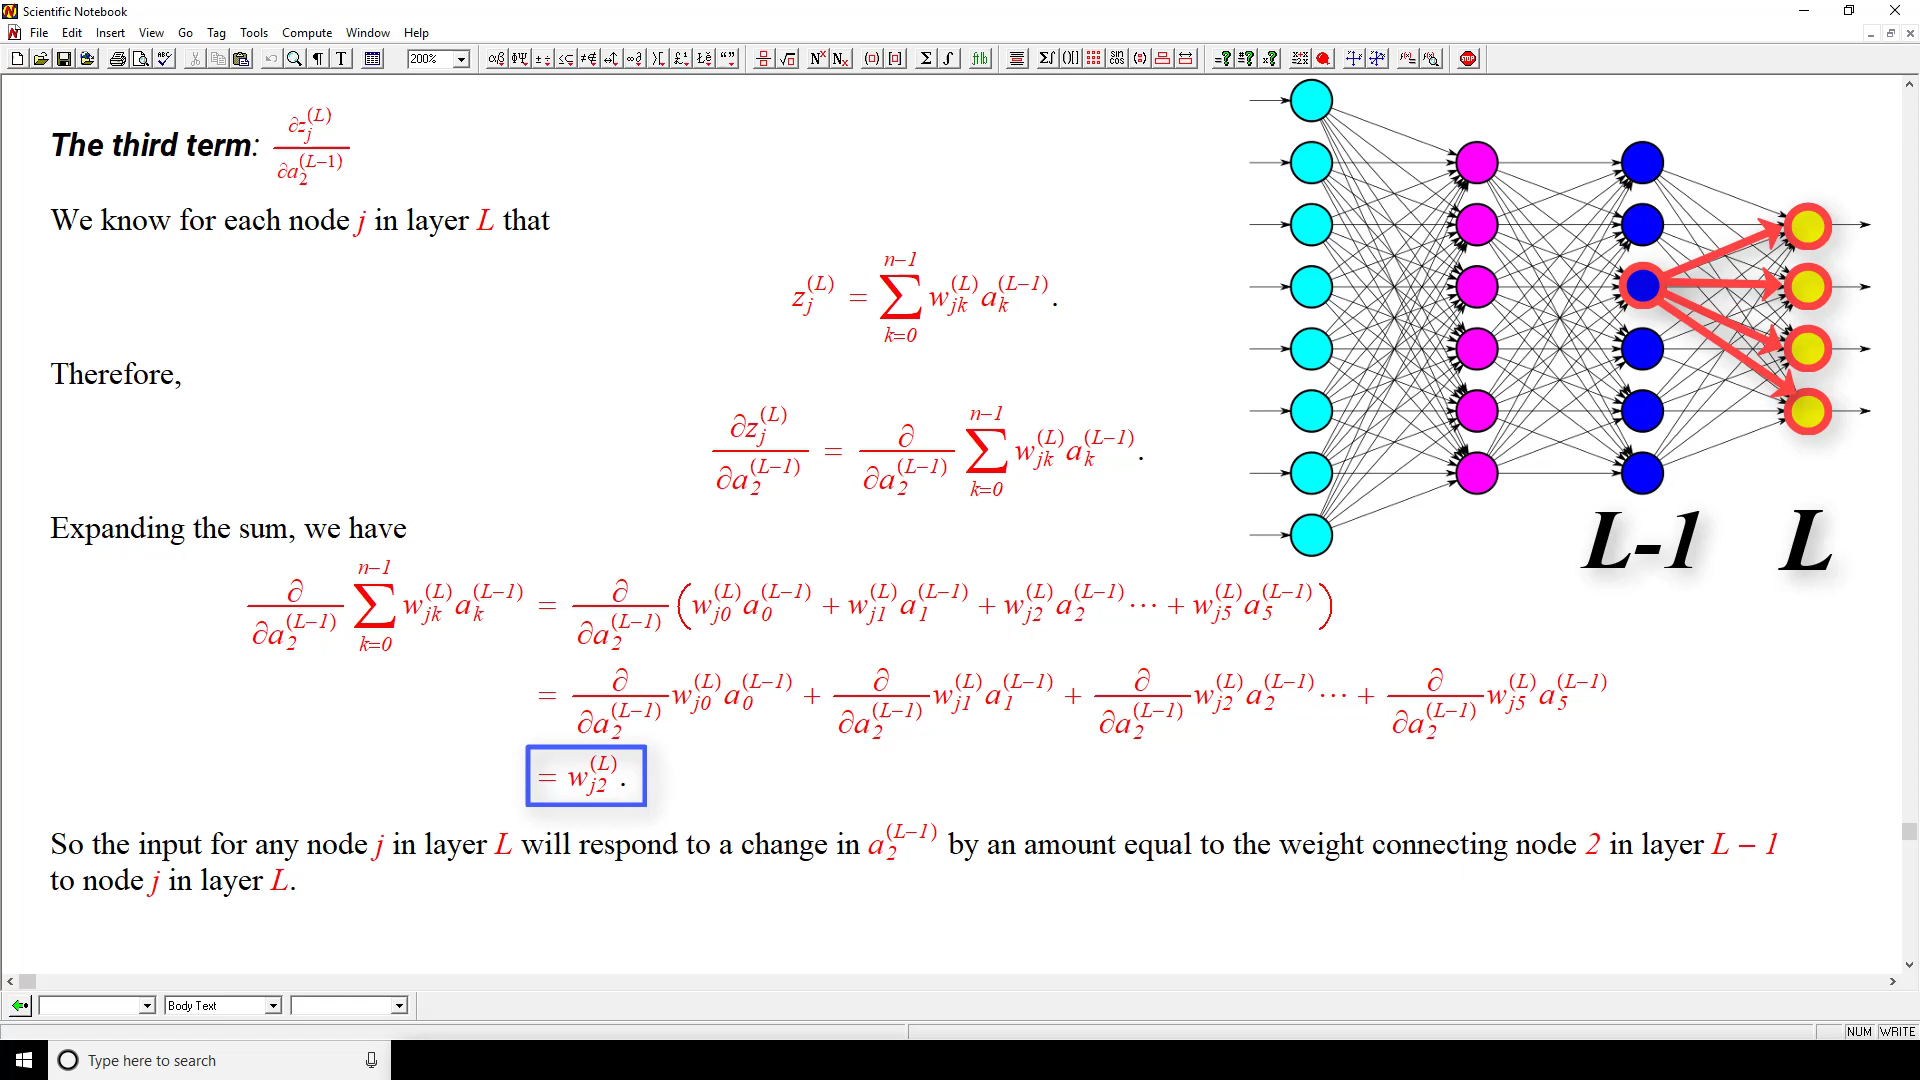 Scientific Notebook
File Edit Insert View Go Tag Tools Compute Window Help
200%
The third term: ∂z_j^(L) / ∂a_2^(L−1)
We know for each node j in layer L that
z_j^(L) = ∑_{k=0}^{n−1} w_jk^(L) a_k^(L−1).
Therefore,
∂z_j^(L) / ∂a_2^(L−1) = ∂ / ∂a_2^(L−1) ∑_{k=0}^{n−1} w_jk^(L) a_k^(L−1).
L-1 L
Expanding the sum, we have
∂ / ∂a_2^(L−1) ∑_{k=0}^{n−1} w_jk^(L) a_k^(L−1) = ∂ / ∂a_2^(L−1) (w_j0^(L) a_0^(L−1) + w_j1^(L) a_1^(L−1) + w_j2^(L) a_2^(L−1) ⋯ + w_j5^(L) a_5^(L−1))
= ∂ / ∂a_2^(L−1) w_j0^(L) a_0^(L−1) + ∂ / ∂a_2^(L−1) w_j1^(L) a_1^(L−1) + ∂ / ∂a_2^(L−1) w_j2^(L) a_2^(L−1) ⋯ + ∂ / ∂a_2^(L−1) w_j5^(L) a_5^(L−1)
= w_j2^(L).
So the input for any node j in layer L will respond to a change in a_2^(L−1) by an amount equal to the weight connecting node 2 in layer L − 1
to node j in layer L.
Body Text
NUM WRITE
Type here to search